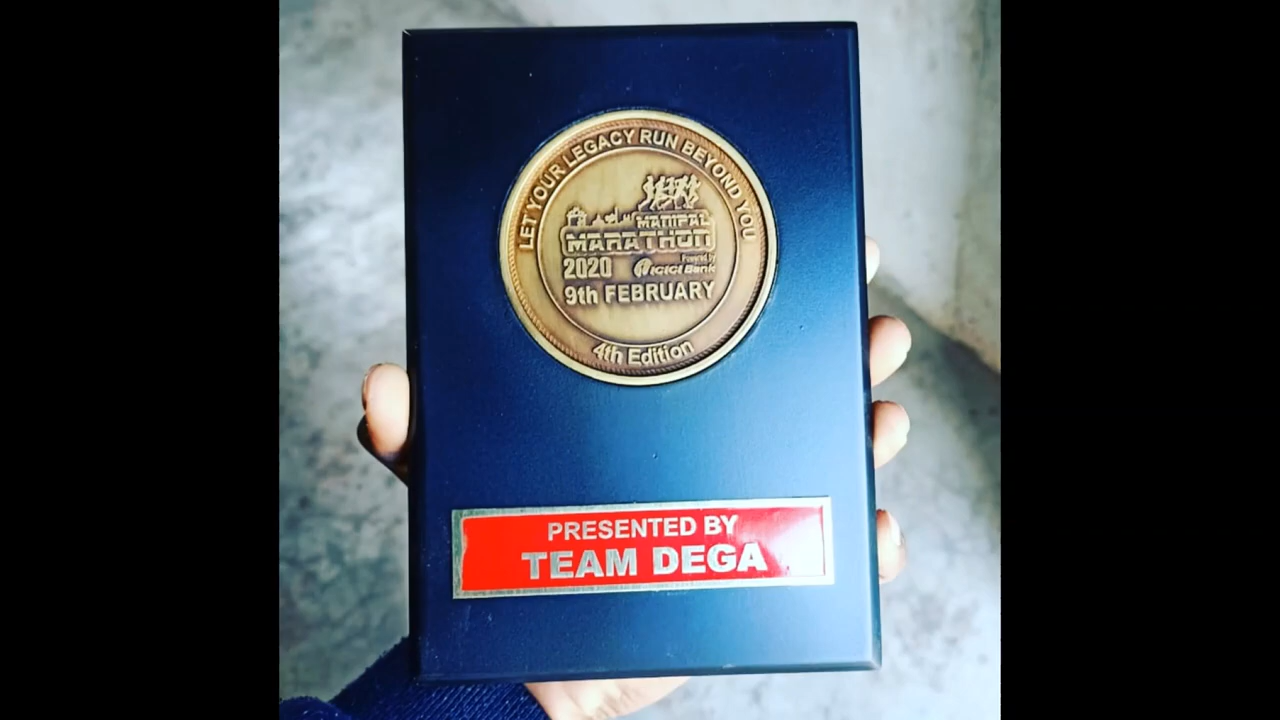 LET YOUR LEGACY RUN BEYOND YOU
MANIPAL
MARATHON
2020 Powered by
ICICI Bank
9th FEBRUARY
4th Edition
PRESENTED BY
TEAM DEGA